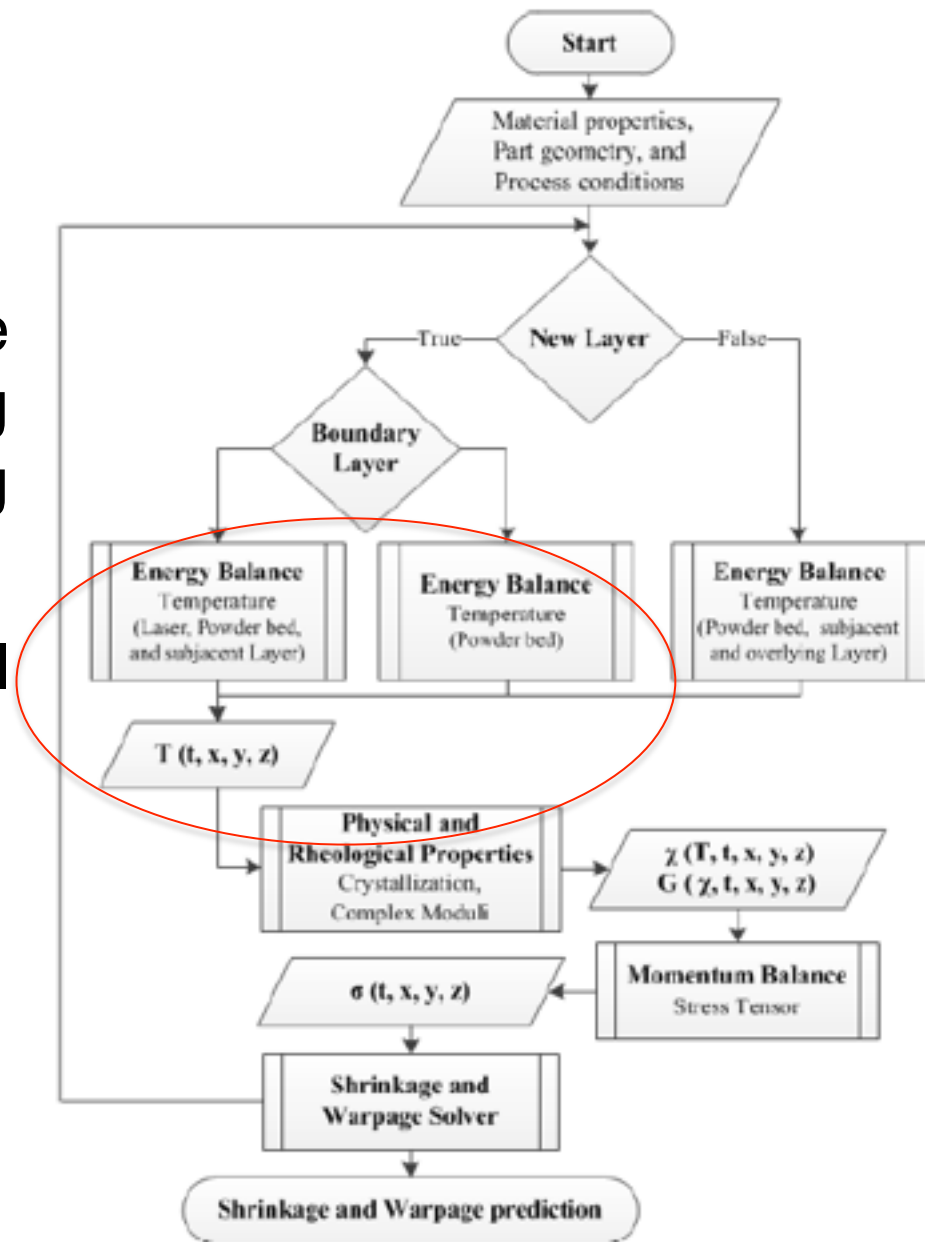 Start
Material properties,
Part geometry, and
Process conditions
e
g
g
d
True
New Layer
False
Boundary
Layer
Energy Balance
Temperature
(Laser, Powder bed,
and subjacent Layer)
Energy Balance
Temperature
(Powder bed)
Energy Balance
Temperature
(Powder bed, subjacent
and overlying Layer)
T (t, x, y, z)
Physical and
Rheological Properties
Crystallization,
Complex Moduli
χ (T, t, x, y, z)
G ( χ, t, x, y, z)
Momentum Balance
Stress Tensor
σ (t, x, y, z)
Shrinkage and
Warpage Solver
Shrinkage and Warpage prediction